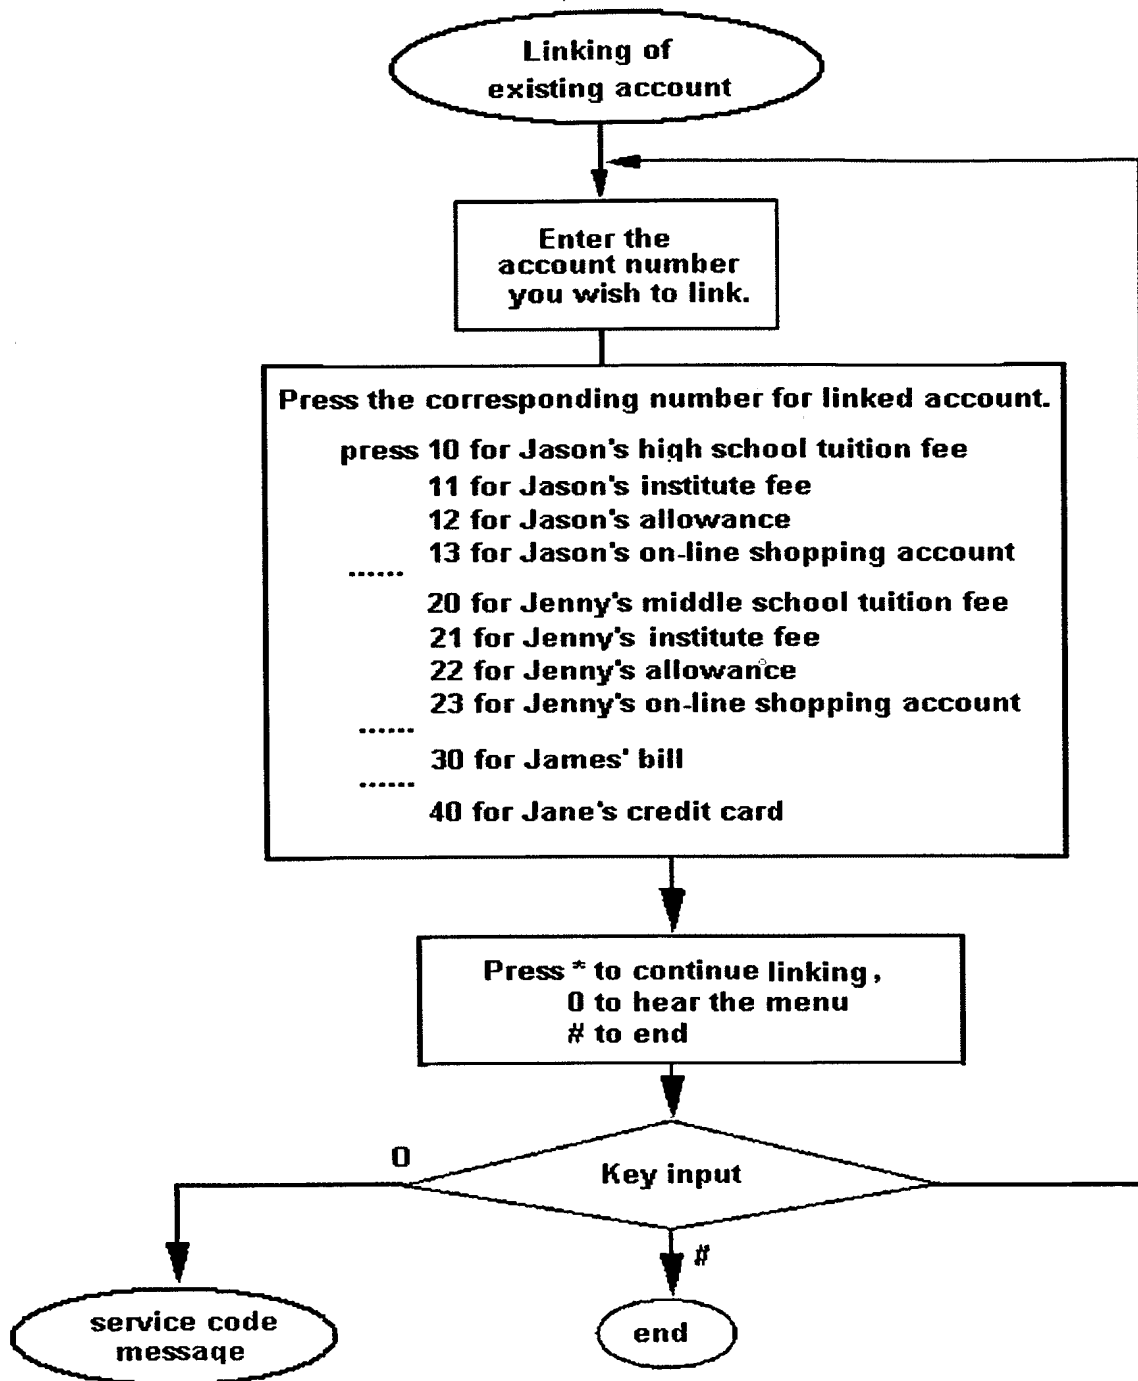 Linking of
existing account
Enter the
account number
you wish to link.
Press the corresponding number for linked account.
press 10 for Jason's high school tuition fee
11 for Jason's institute fee
12 for Jason's allowance
13 for Jason's on-line shopping account
......
20 for Jenny's middle school tuition fee
21 for Jenny's institute fee
22 for Jenny's allowance
23 for Jenny's on-line shopping account
......
30 for James' bill
......
40 for Jane's credit card
Press * to continue linking,
0 to hear the menu
# to end
0
Key input
#
service code
message
end